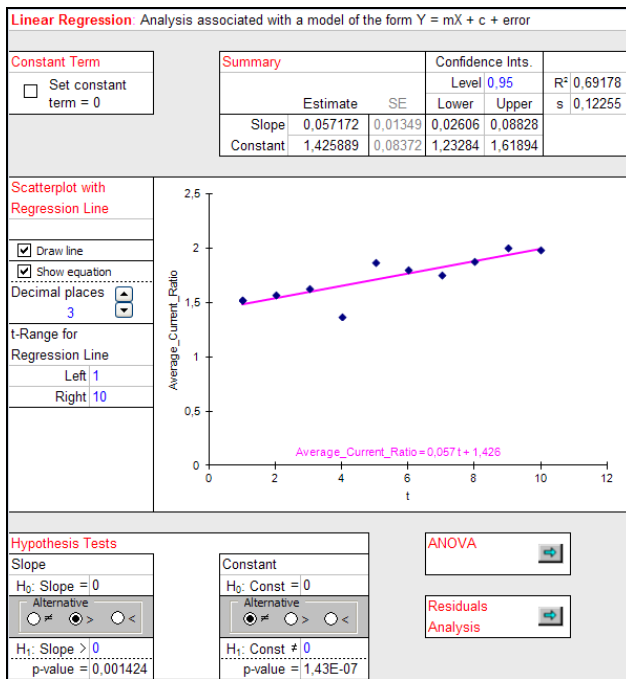 Linear Regression: Analysis associated with a model of the form Y = mX + c + error
Constant Term
Set constant
term = 0
Summary
Confidence Ints.
Level 0,95
R² 0,69178
s 0,12255
Estimate SE Lower Upper
Slope 0,057172 0,01349 0,02606 0,08828
Constant 1,425889 0,08372 1,23284 1,61894
Scatterplot with
Regression Line
Draw line
Show equation
Decimal places
3
t-Range for
Regression Line
Left 1
Right 10
2,5
2
1,5
1
0,5
0
Average_Current_Ratio
Average_Current_Ratio = 0,057 t + 1,426
0 2 4 6 8 10 12
t
Hypothesis Tests
Slope
H₀: Slope = 0
Alternative
≠ > <
H₁: Slope > 0
p-value = 0,001424
Constant
H₀: Const = 0
Alternative
≠ > <
H₁: Const ≠ 0
p-value = 1,43E-07
ANOVA
Residuals
Analysis